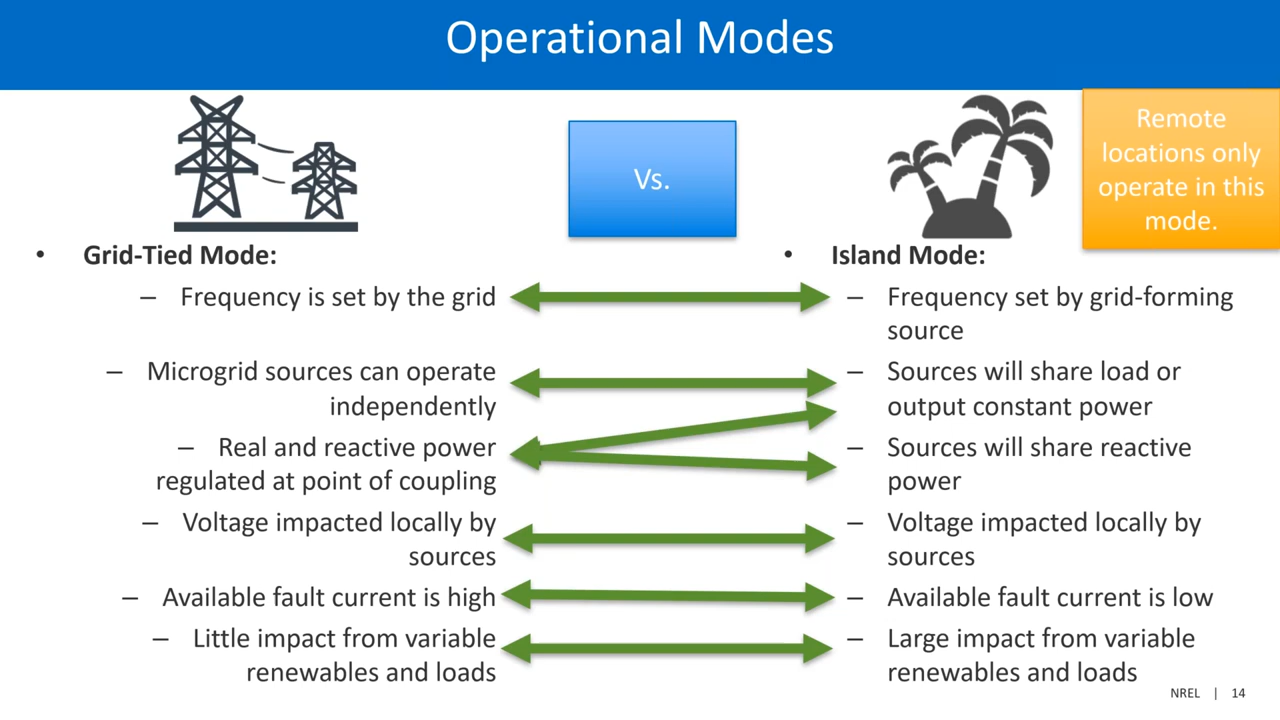 Operational Modes
Vs.
Remote
locations only
operate in this
mode.
• Grid-Tied Mode:
– Frequency is set by the grid
– Microgrid sources can operate
independently
– Real and reactive power
regulated at point of coupling
– Voltage impacted locally by
sources
– Available fault current is high
– Little impact from variable
renewables and loads
• Island Mode:
– Frequency set by grid-forming
source
– Sources will share load or
output constant power
– Sources will share reactive
power
– Voltage impacted locally by
sources
– Available fault current is low
– Large impact from variable
renewables and loads
NREL | 14